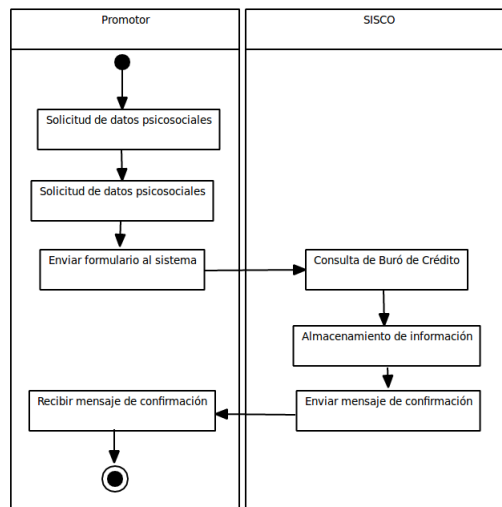 Promotor
SISCO
Solicitud de datos psicosociales
Solicitud de datos psicosociales
Enviar formulario al sistema
Consulta de Buró de Crédito
Almacenamiento de información
Recibir mensaje de confirmación
Enviar mensaje de confirmación